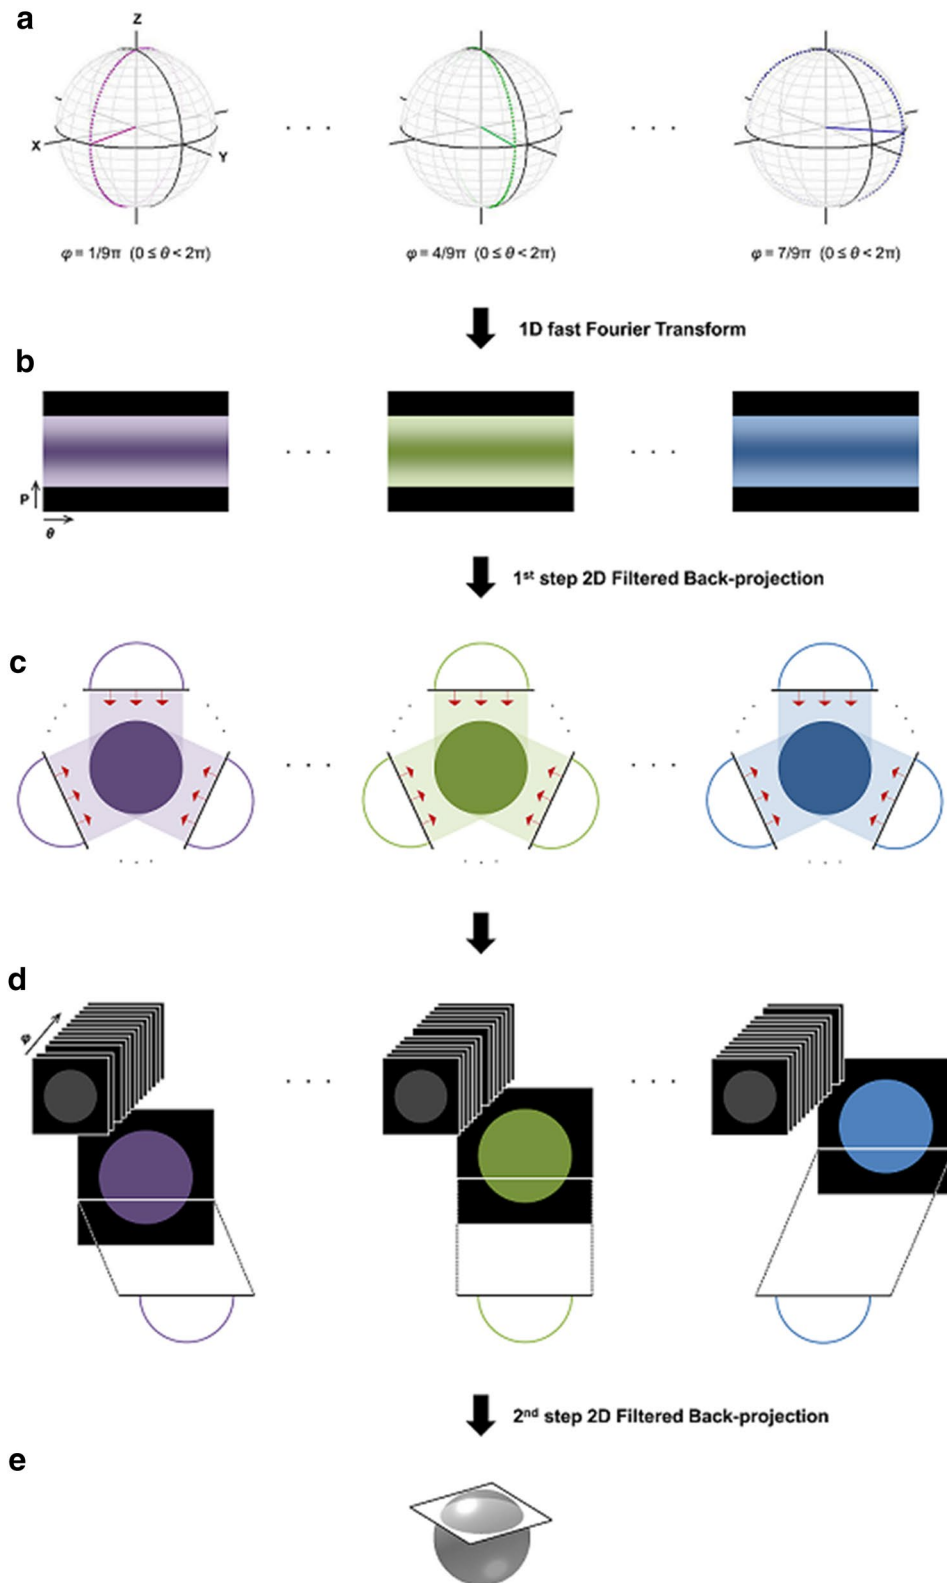 a
Z
X
Y
. . .
. . .
φ = 1/9π (0 ≤ θ < 2π)
φ = 4/9π (0 ≤ θ < 2π)
φ = 7/9π (0 ≤ θ < 2π)
1D fast Fourier Transform
b
P
θ
. . .
. . .
1st step 2D Filtered Back-projection
c
. . .
. . .
d
φ
. . .
. . .
2nd step 2D Filtered Back-projection
e